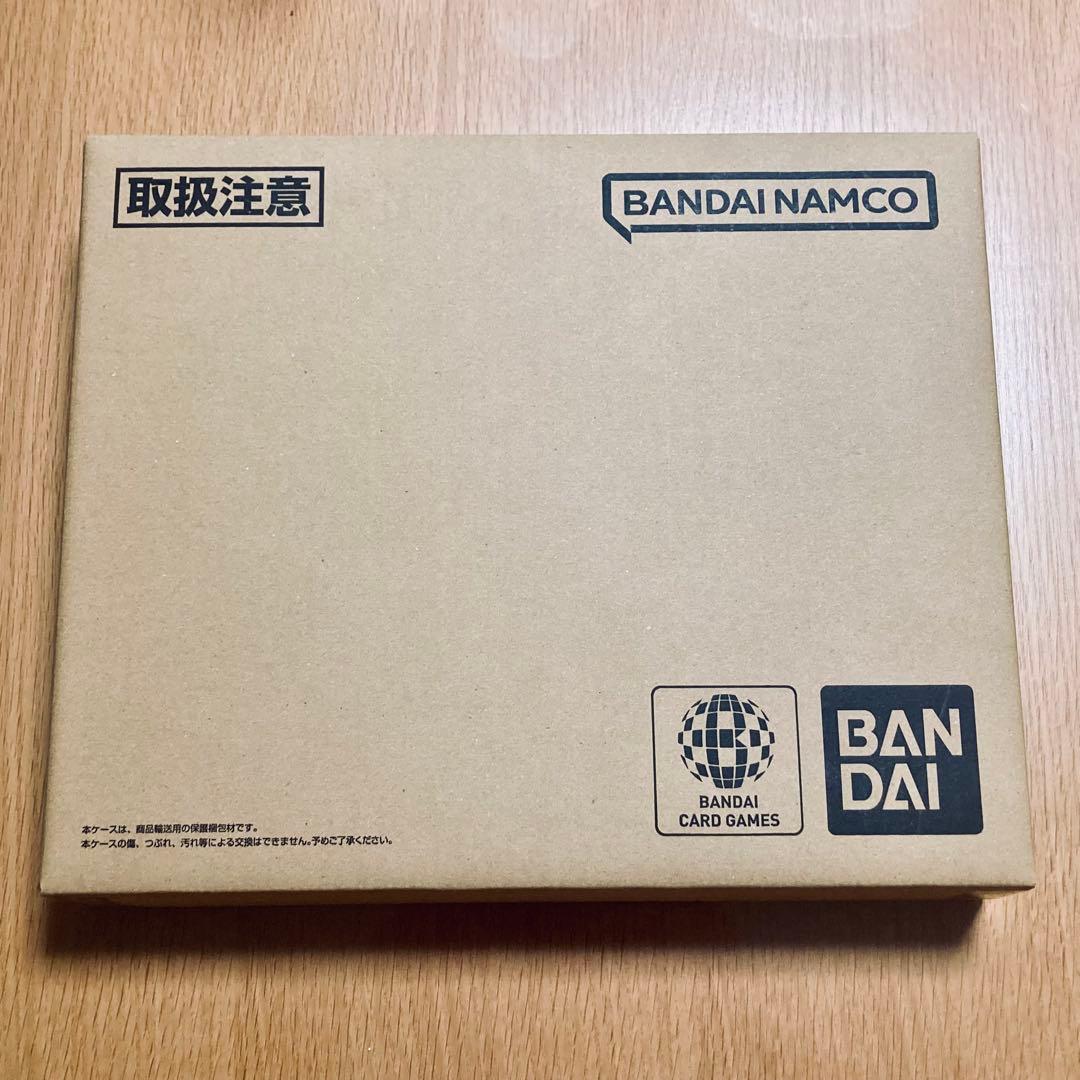 取扱注意
BANDAI NAMCO
BANDAI
CARD GAMES
BAN
DAI
本ケースは、商品輸送用の保護梱包材です。
本ケースの傷、つぶれ、汚れ等による交換はできません。予めご了承ください。